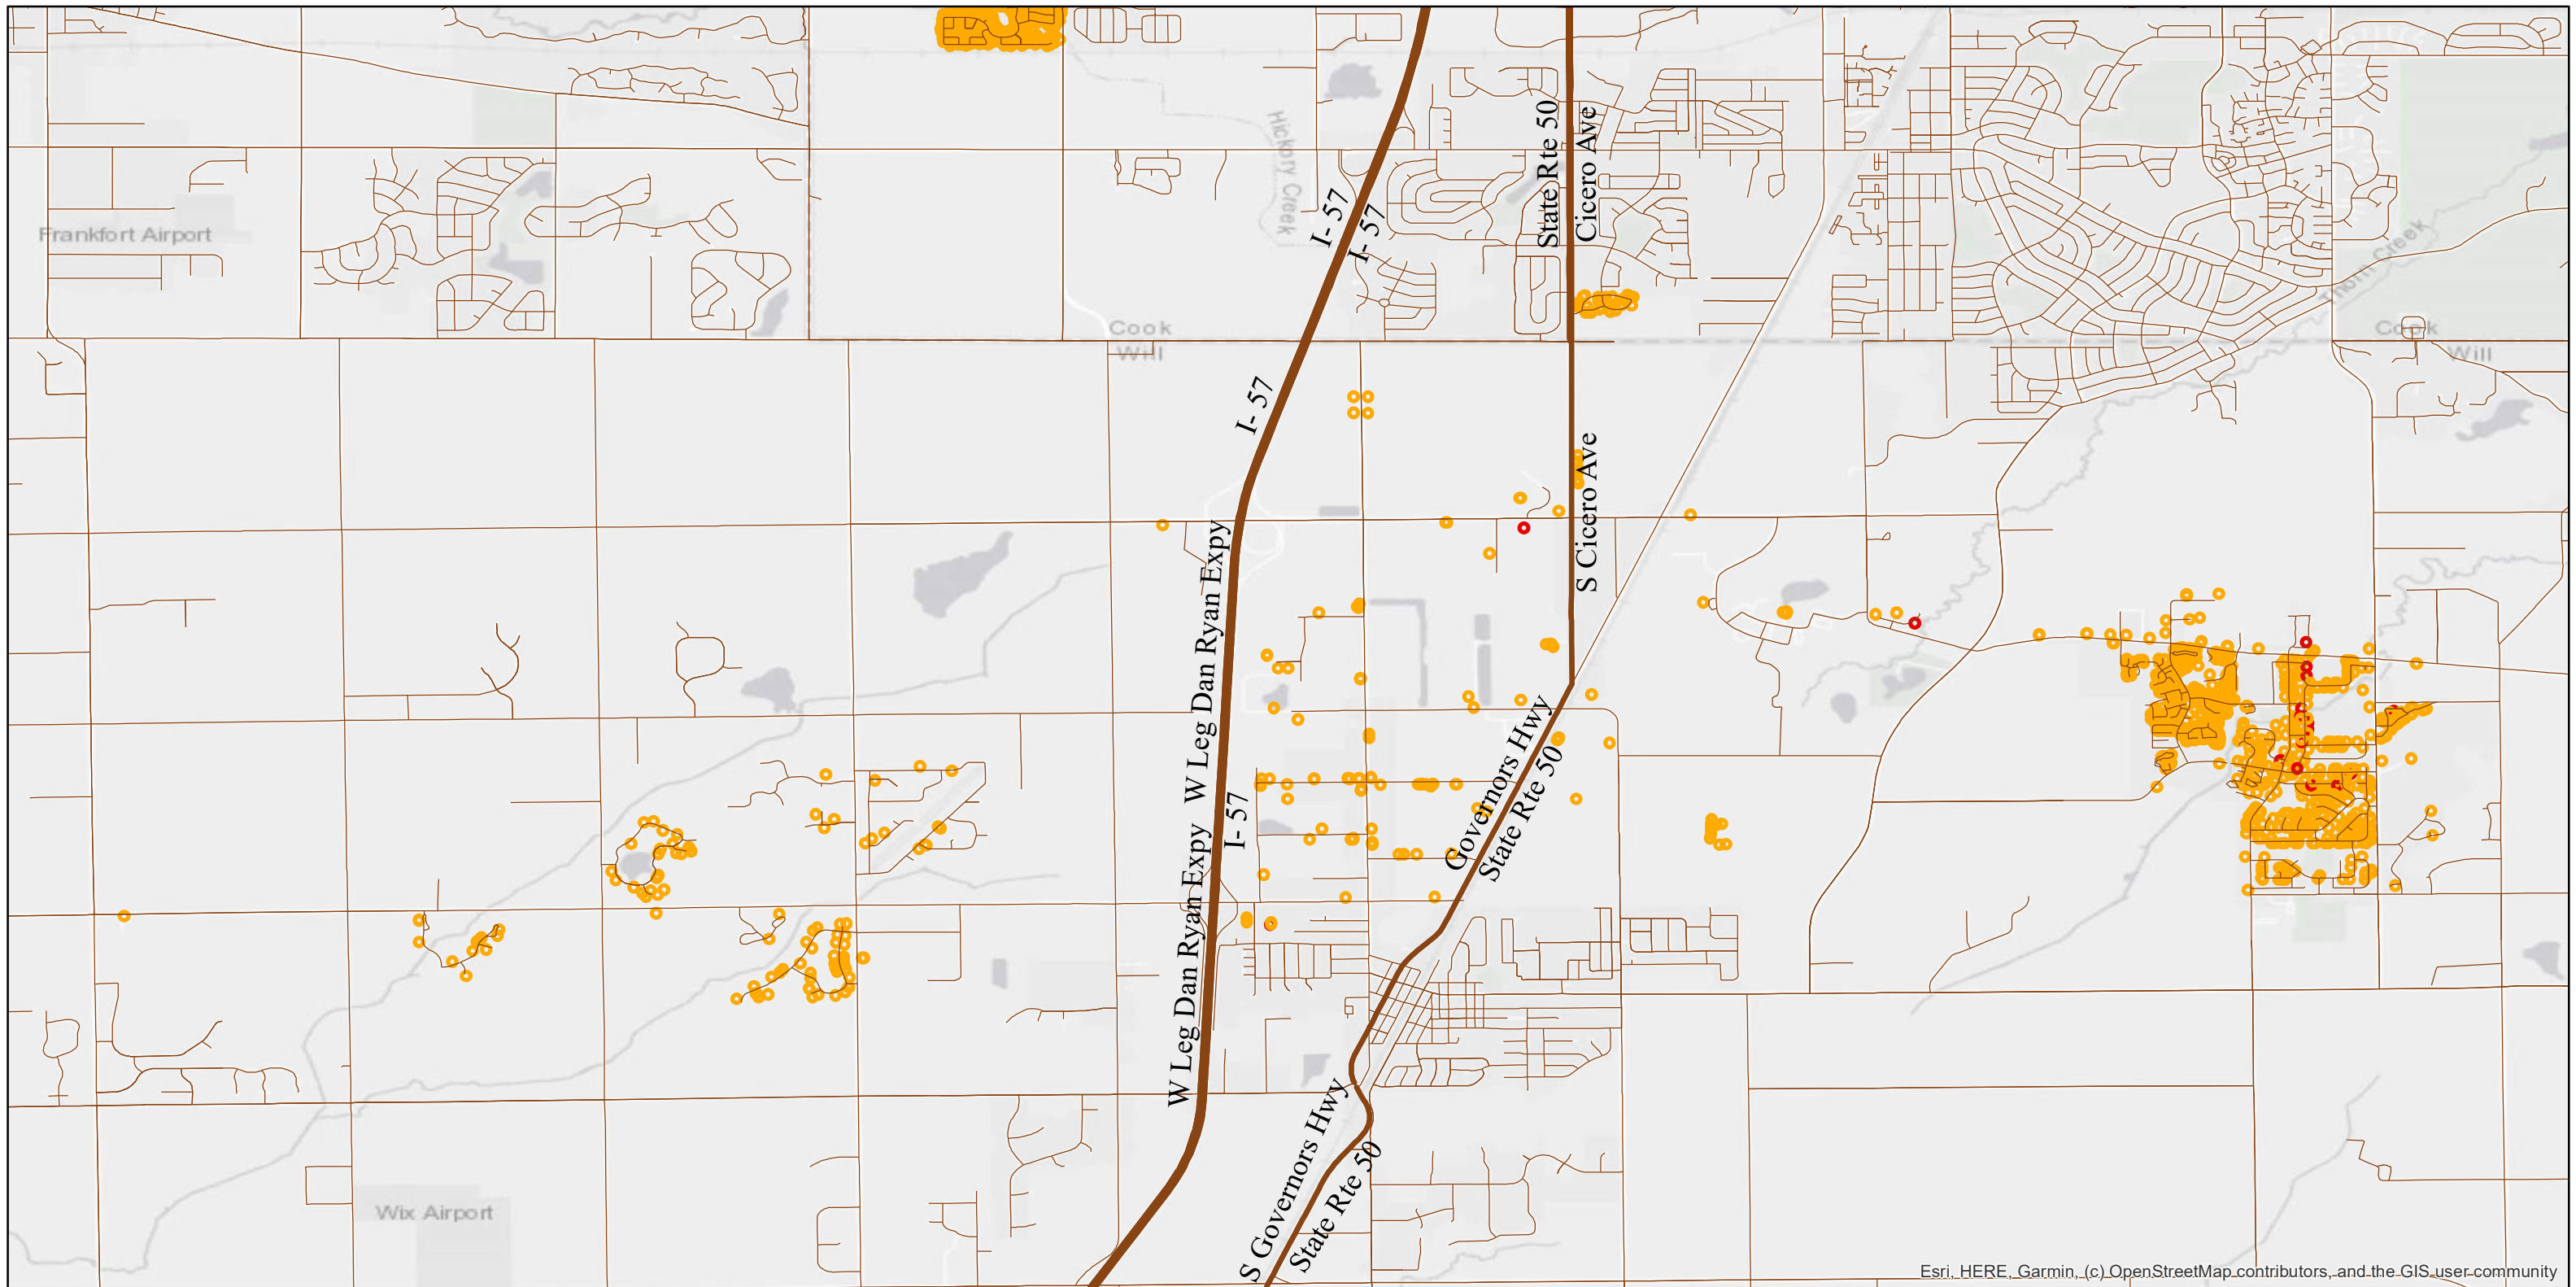 State Rte 50
Cicero Ave
Hickory Creek
I- 57
I- 57
Frankfort Airport
Thorn Creek
Cook
Will
Cook
Will
I- 57
S Cicero Ave
W Leg Dan Ryan Expy
W Leg Dan Ryan Expy
I- 57
Governors Hwy
State Rte 50
S Governors Hwy
State Rte 50
Wix Airport
Esri, HERE, Garmin, (c) OpenStreetMap contributors, and the GIS user community